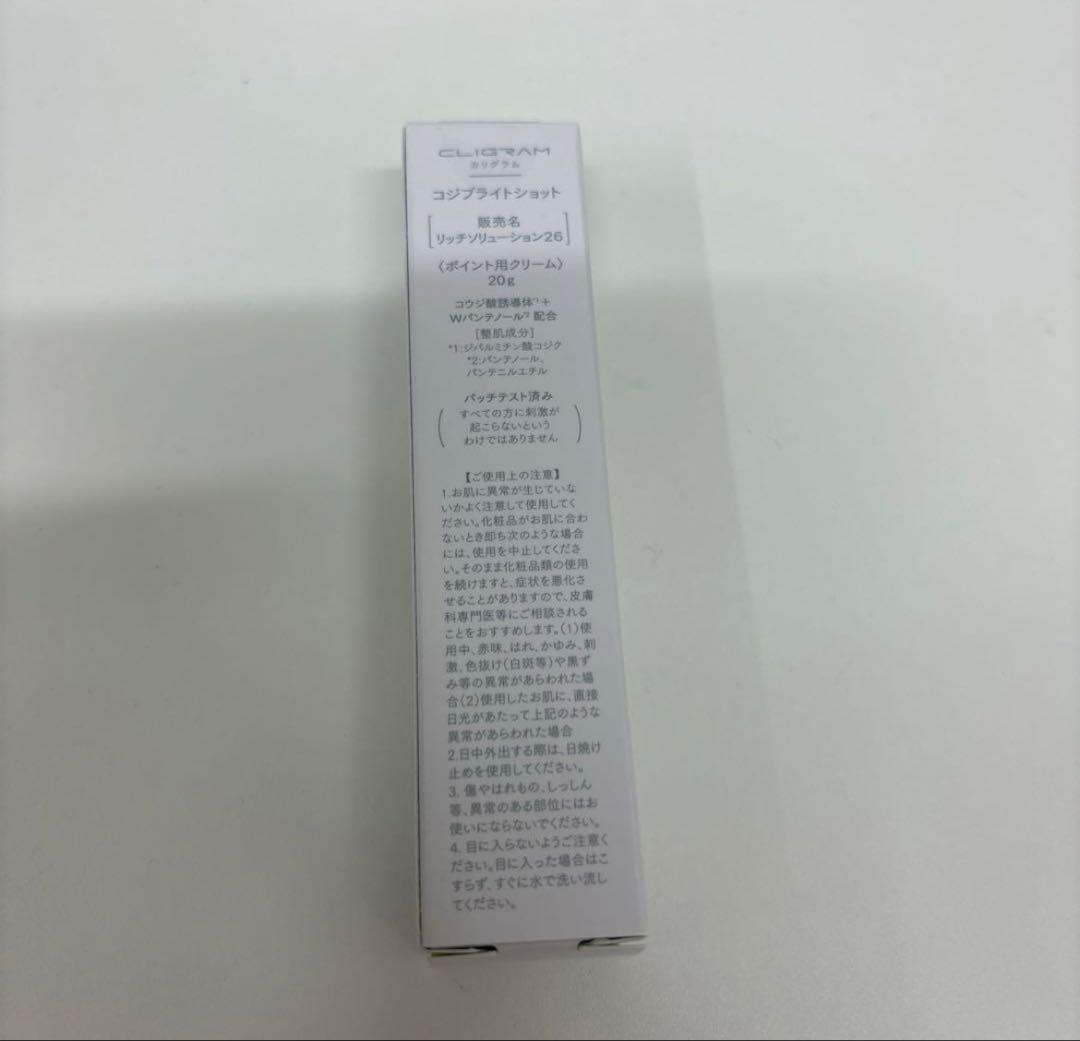 CLIGRAM
カリグラム
コジブライトショット
販売名
リッチソリューション26
〈ポイント用クリーム〉
20g
コウジ酸誘導体*1+
Wパンテノール*2 配合
[整肌成分]
*1:ジパルミチン酸コジク
*2:パンテノール、
パンテニルエチル
パッチテスト済み
すべての方に刺激が
起こらないという
わけではありません
【ご使用上の注意】
1.お肌に異常が生じていな
いかよく注意して使用してく
ださい。化粧品がお肌に合わ
ないとき即ち次のような場合
には、使用を中止してくださ
い。そのまま化粧品類の使用
を続けますと、症状を悪化さ
せることがありますので、皮膚
科専門医等にご相談される
ことをおすすめします。(1)使
用中、赤味、はれ、かゆみ、刺
激、色抜け(白斑等)や黒ず
み等の異常があらわれた場
合(2)使用したお肌に、直接
日光があたって上記のような
異常があらわれた場合
2.日中外出する際は、日焼け
止めを使用してください。
3. 傷やはれもの、しっしん
等、異常のある部位にはお
使いにならないでください。
4. 目に入らないようご注意く
ださい。目に入った場合はこ
すらず、すぐに水で洗い流し
てください。